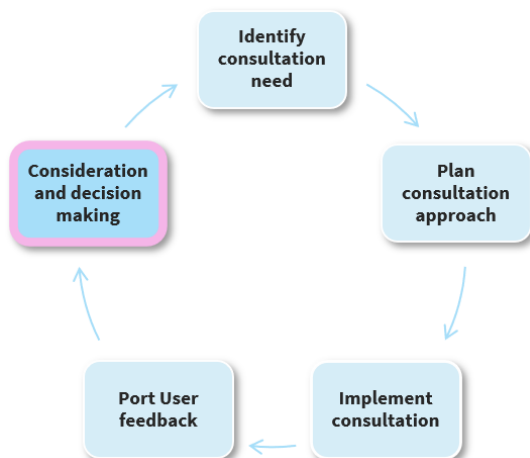 Identify
consultation
need
Plan
consultation
approach
Implement
consultation
Port User
feedback
Consideration
and decision
making